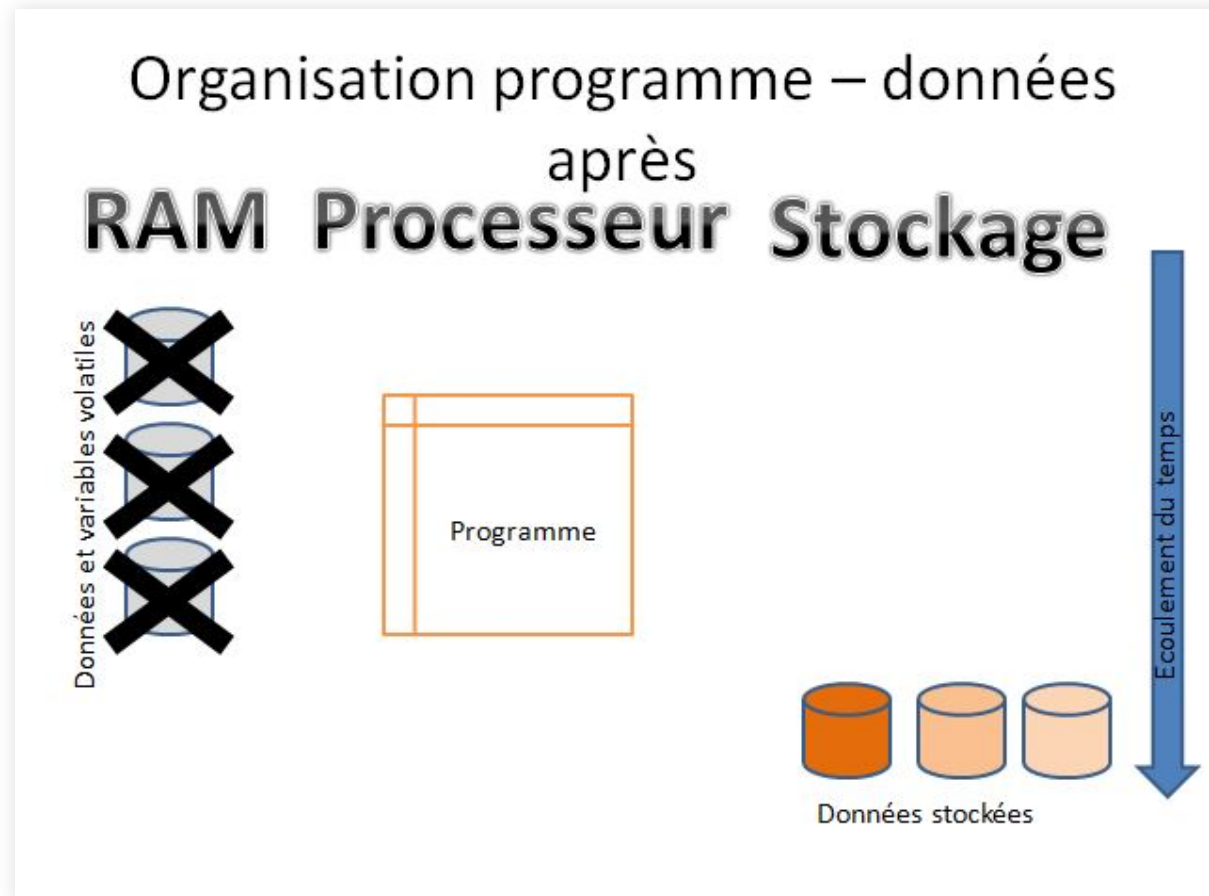 Organisation programme – données
après
RAM Processeur Stockage
Données et variables volatiles
Programme
Ecoulement du temps
Données stockées